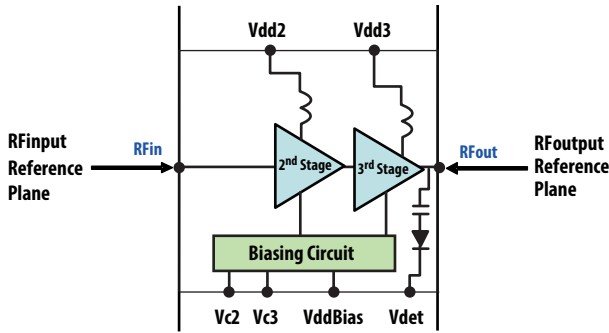 Vdd2
Vdd3
RFinput
Reference
Plane
RFin
2nd Stage
3rd Stage
RFout
RFoutput
Reference
Plane
Biasing Circuit
Vc2
Vc3
VddBias
Vdet